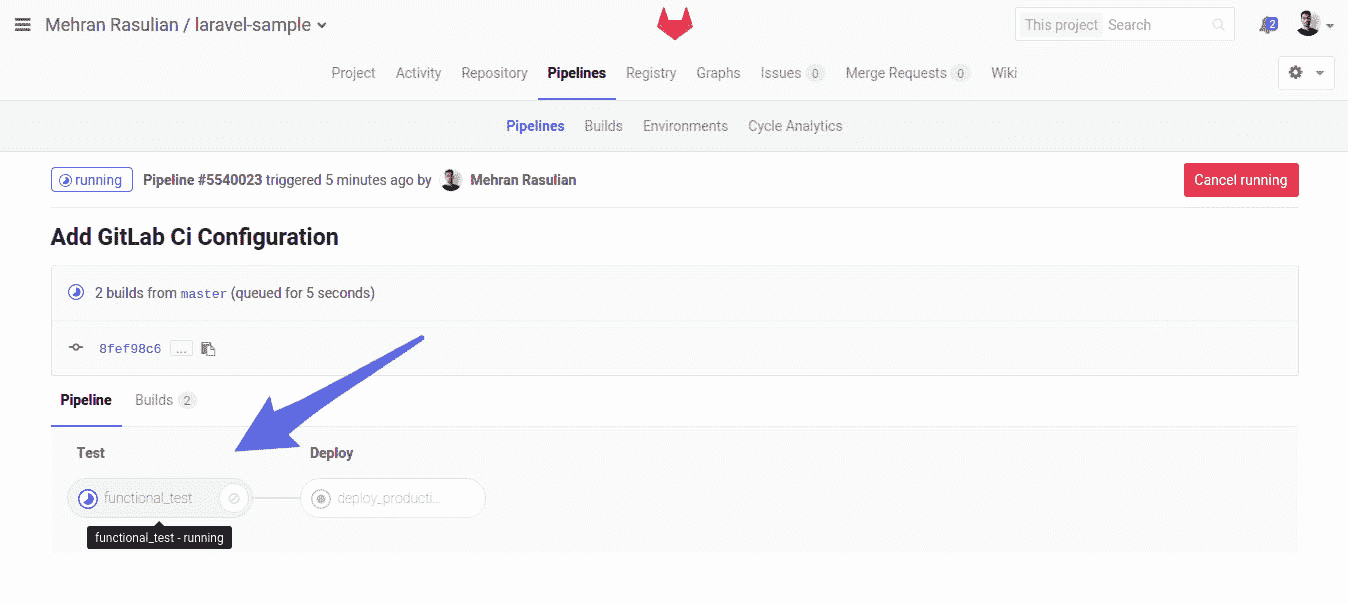 Mehran Rasulian / laravel-sample
This project Search
2
Project Activity Repository Pipelines Registry Graphs Issues 0 Merge Requests 0 Wiki
Pipelines Builds Environments Cycle Analytics
running Pipeline #5540023 triggered 5 minutes ago by Mehran Rasulian
Cancel running
Add GitLab Ci Configuration
2 builds from master (queued for 5 seconds)
8fef98c6 ...
Pipeline Builds 2
Test Deploy
functional_test deploy_producti...
functional_test - running